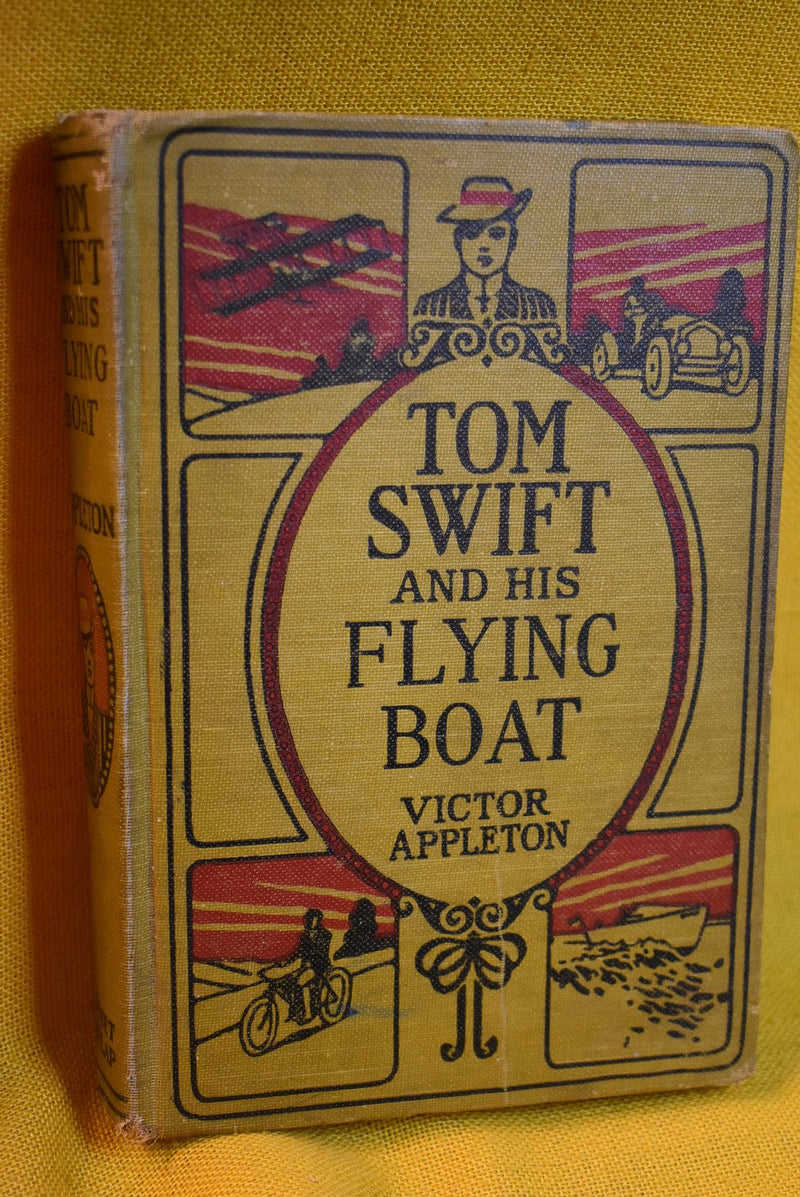 TOM
SWIFT
AND HIS
FLYING
BOAT
VICTOR
APPLETON
TOM
SWIFT
AND HIS
FLYING
BOAT
APPLETON